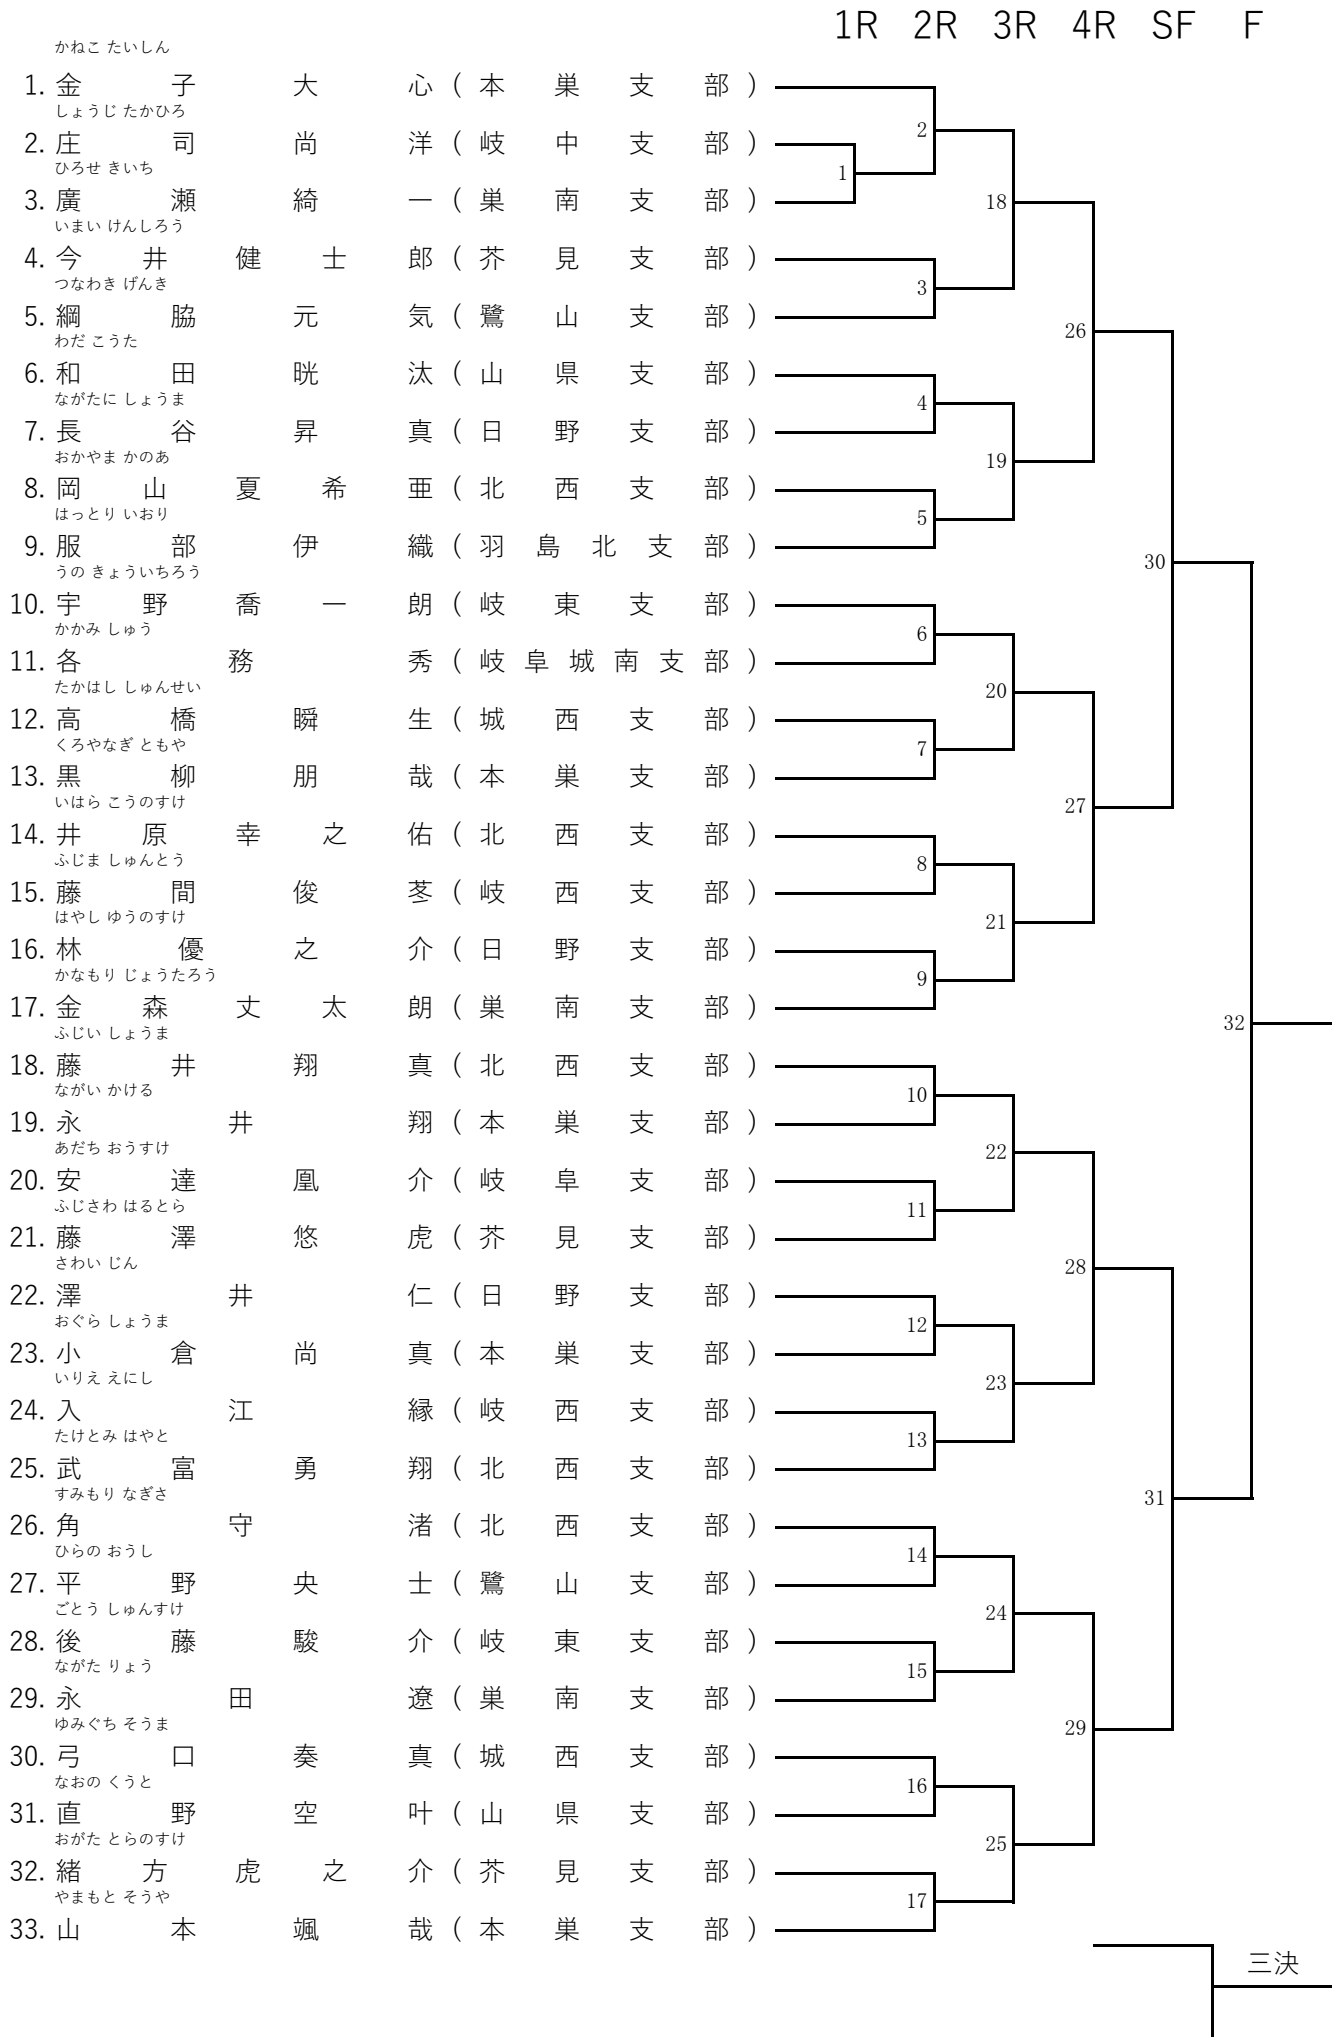 1R 2R 3R 4R SF F
かねこ たいしん
1. 金子大心(本巣支部)
しょうじ たかひろ
2. 庄司尚洋(岐中支部)
ひろせ きいち
3. 廣瀬綺一(巣南支部)
いまい けんしろう
4. 今井健士郎(芥見支部)
つなわき げんき
5. 綱脇元気(鷺山支部)
わだ こうた
6. 和田晄汰(山県支部)
ながたに しょうま
7. 長谷昇真(日野支部)
おかやま かのあ
8. 岡山夏希亜(北西支部)
はっとり いおり
9. 服部伊織(羽島北支部)
うの きょういちろう
10. 宇野喬一朗(岐東支部)
かかみ しゅう
11. 各務秀(岐阜城南支部)
たかはし しゅんせい
12. 高橋瞬生(城西支部)
くろやなぎ ともや
13. 黒柳朋哉(本巣支部)
いはら こうのすけ
14. 井原幸之佑(北西支部)
ふじま しゅんとう
15. 藤間俊苳(岐西支部)
はやし ゆうのすけ
16. 林優之介(日野支部)
かなもり じょうたろう
17. 金森丈太朗(巣南支部)
ふじい しょうま
18. 藤井翔真(北西支部)
ながい かける
19. 永井翔(本巣支部)
あだち おうすけ
20. 安達凰介(岐阜支部)
ふじさわ はるとら
21. 藤澤悠虎(芥見支部)
さわい じん
22. 澤井仁(日野支部)
おぐら しょうま
23. 小倉尚真(本巣支部)
いりえ えにし
24. 入江縁(岐西支部)
たけとみ はやと
25. 武富勇翔(北西支部)
すみもり なぎさ
26. 角守渚(北西支部)
ひらの おうし
27. 平野央士(鷺山支部)
ごとう しゅんすけ
28. 後藤駿介(岐東支部)
ながた りょう
29. 永田遼(巣南支部)
ゆみぐち そうま
30. 弓口奏真(城西支部)
なおの くうと
31. 直野空叶(山県支部)
おがた とらのすけ
32. 緒方虎之介(芥見支部)
やまもと そうや
33. 山本颯哉(本巣支部)
1
2
3
4
5
6
7
8
9
10
11
12
13
14
15
16
17
18
19
20
21
22
23
24
25
26
27
28
29
30
31
32
三決